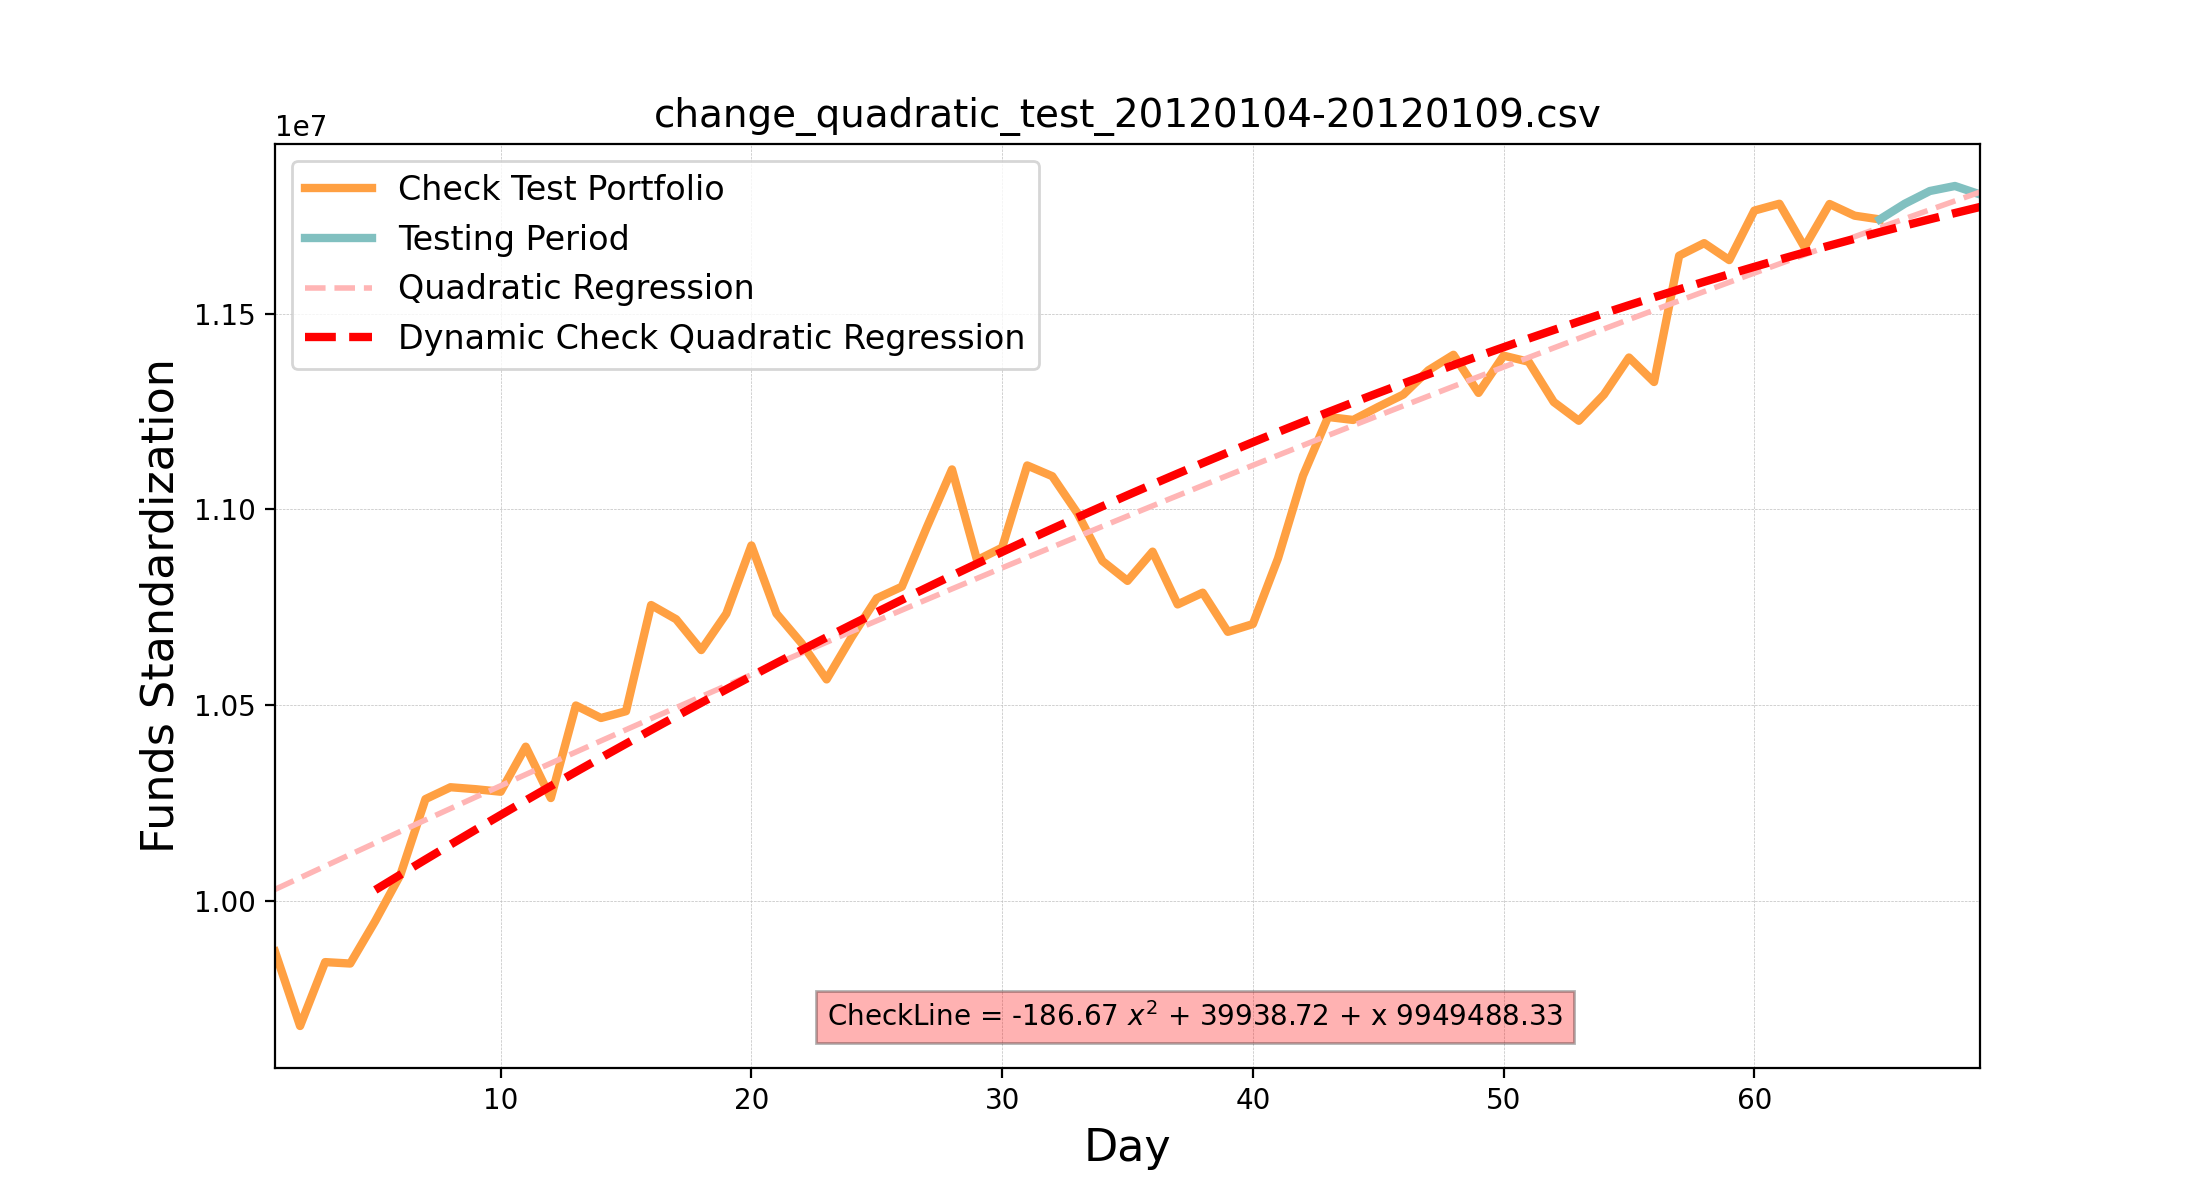 change_quadratic_test_20120104-20120109.csv
1e7
Check Test Portfolio
Testing Period
Quadratic Regression
Dynamic Check Quadratic Regression
Funds Standardization
1.15
1.10
1.05
1.00
CheckLine = -186.67 x² + 39938.72 + x 9949488.33
10 20 30 40 50 60
Day